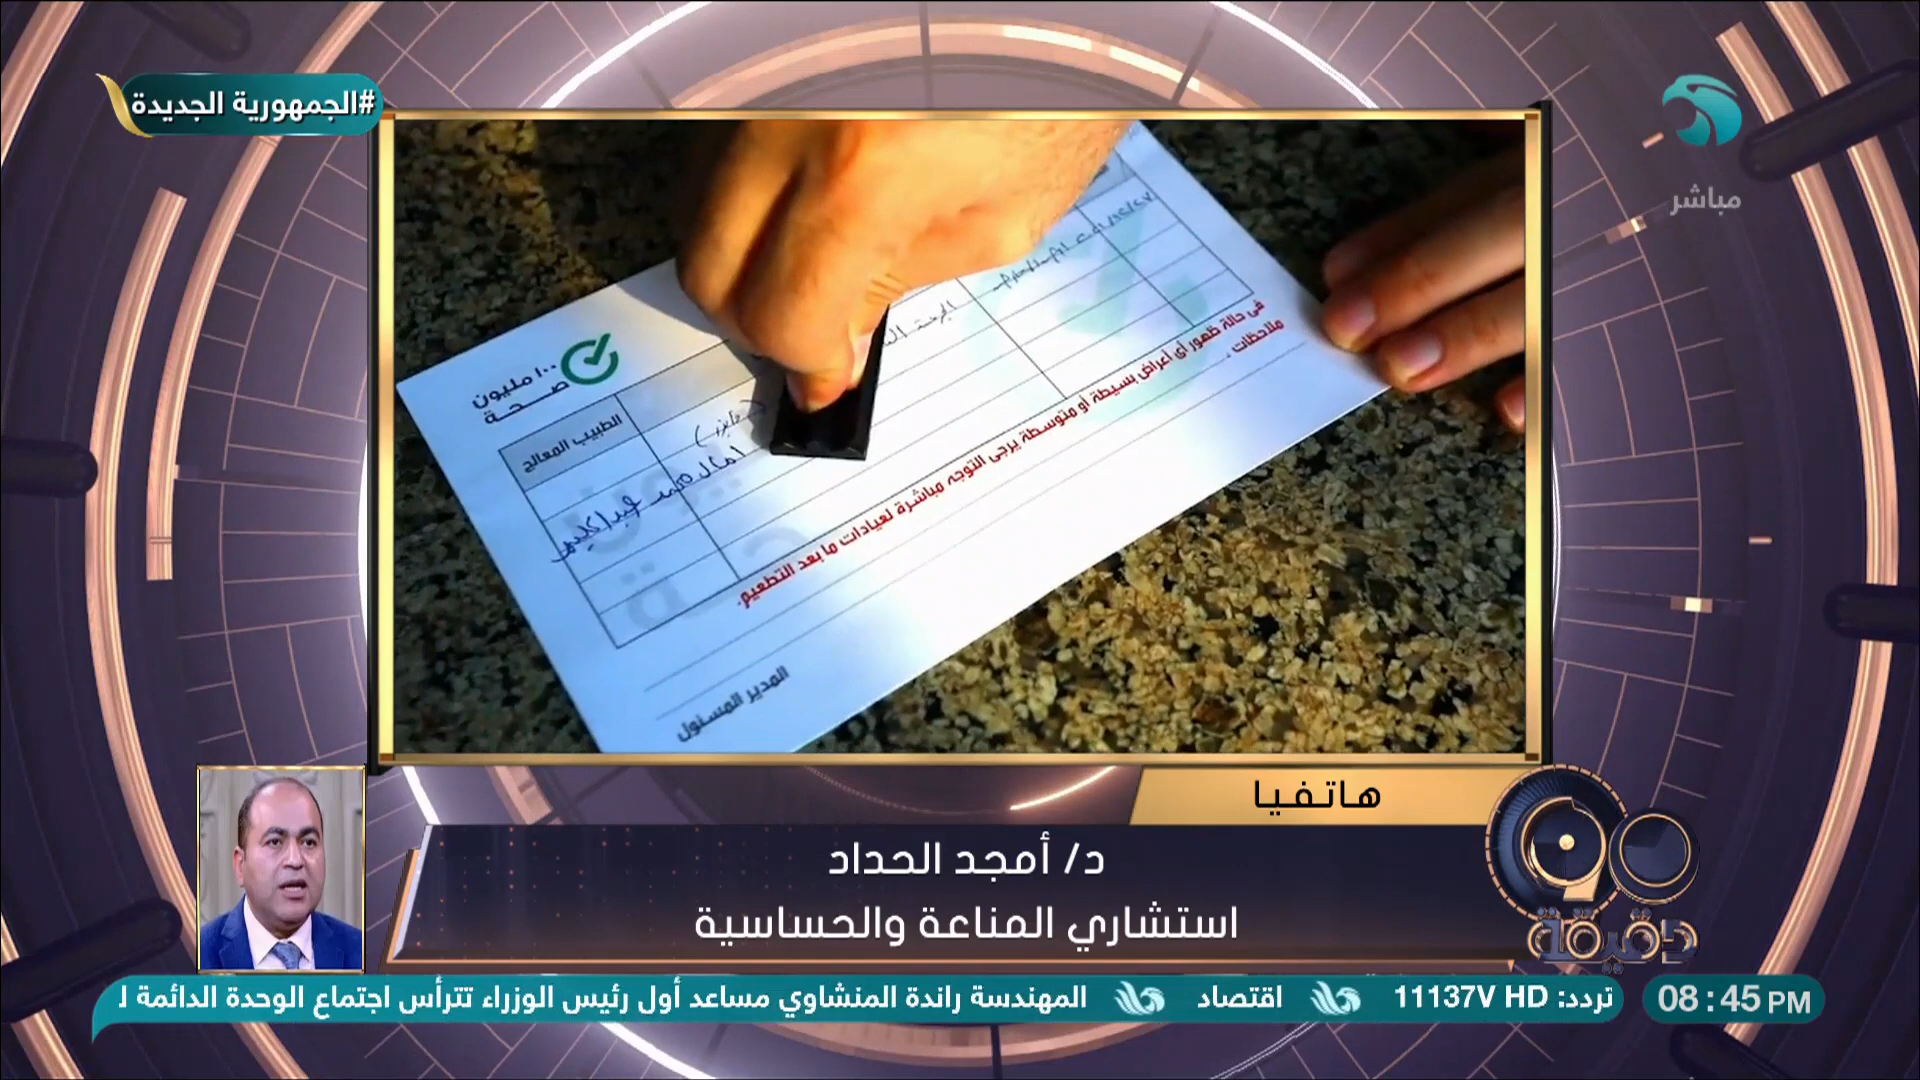 #الجمهورية الجديدة
مباشر
١٠٠ مليون
صحة
الطبيب المعالج
في حالة ظهور أي أعراض بسيطة أو متوسطة يرجى التوجه مباشرة لعيادات ما بعد التطعيم.
ملاحظات .
المدير المسئول
هاتفيا
د/ أمجد الحداد
استشاري المناعة والحساسية
90
دقيقة
تردد: 11137V HD اقتصاد المهندسة راندة المنشاوي مساعد أول رئيس الوزراء تترأس اجتماع الوحدة الدائمة ل
08:45 PM